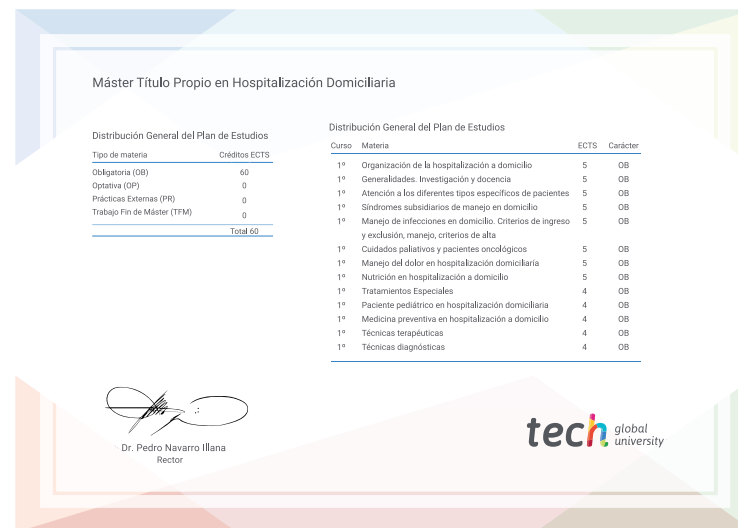 Máster Título Propio en Hospitalización Domiciliaria
Distribución General del Plan de Estudios
Tipo de materia Créditos ECTS
Obligatoria (OB) 60
Optativa (OP) 0
Prácticas Externas (PR) 0
Trabajo Fin de Máster (TFM) 0
Total 60
Distribución General del Plan de Estudios
Curso Materia ECTS Carácter
1º Organización de la hospitalización a domicilio 5 OB
1º Generalidades. Investigación y docencia 5 OB
1º Atención a los diferentes tipos específicos de pacientes 5 OB
1º Síndromes subsidiarios de manejo en domicilio 5 OB
1º Manejo de infecciones en domicilio. Criterios de ingreso 5 OB
y exclusión, manejo, criterios de alta
1º Cuidados paliativos y pacientes oncológicos 5 OB
1º Manejo del dolor en hospitalización domiciliaría 5 OB
1º Nutrición en hospitalización a domicilio 5 OB
1º Tratamientos Especiales 4 OB
1º Paciente pediátrico en hospitalización domiciliaria 4 OB
1º Medicina preventiva en hospitalización a domicilio 4 OB
1º Técnicas terapéuticas 4 OB
1º Técnicas diagnósticas 4 OB
Dr. Pedro Navarro Illana
Rector
tech global
university